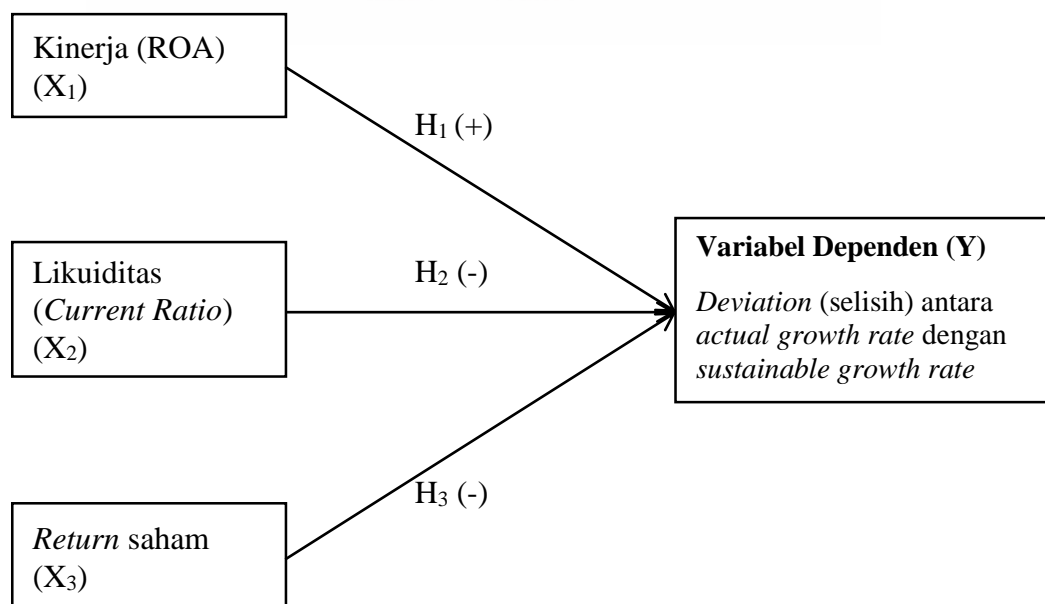 Kinerja (ROA)
(X₁)
H₁ (+)
Likuiditas
(Current Ratio)
(X₂)
H₂ (-)
Variabel Dependen (Y)
Deviation (selisih) antara
actual growth rate dengan
sustainable growth rate
H₃ (-)
Return saham
(X₃)